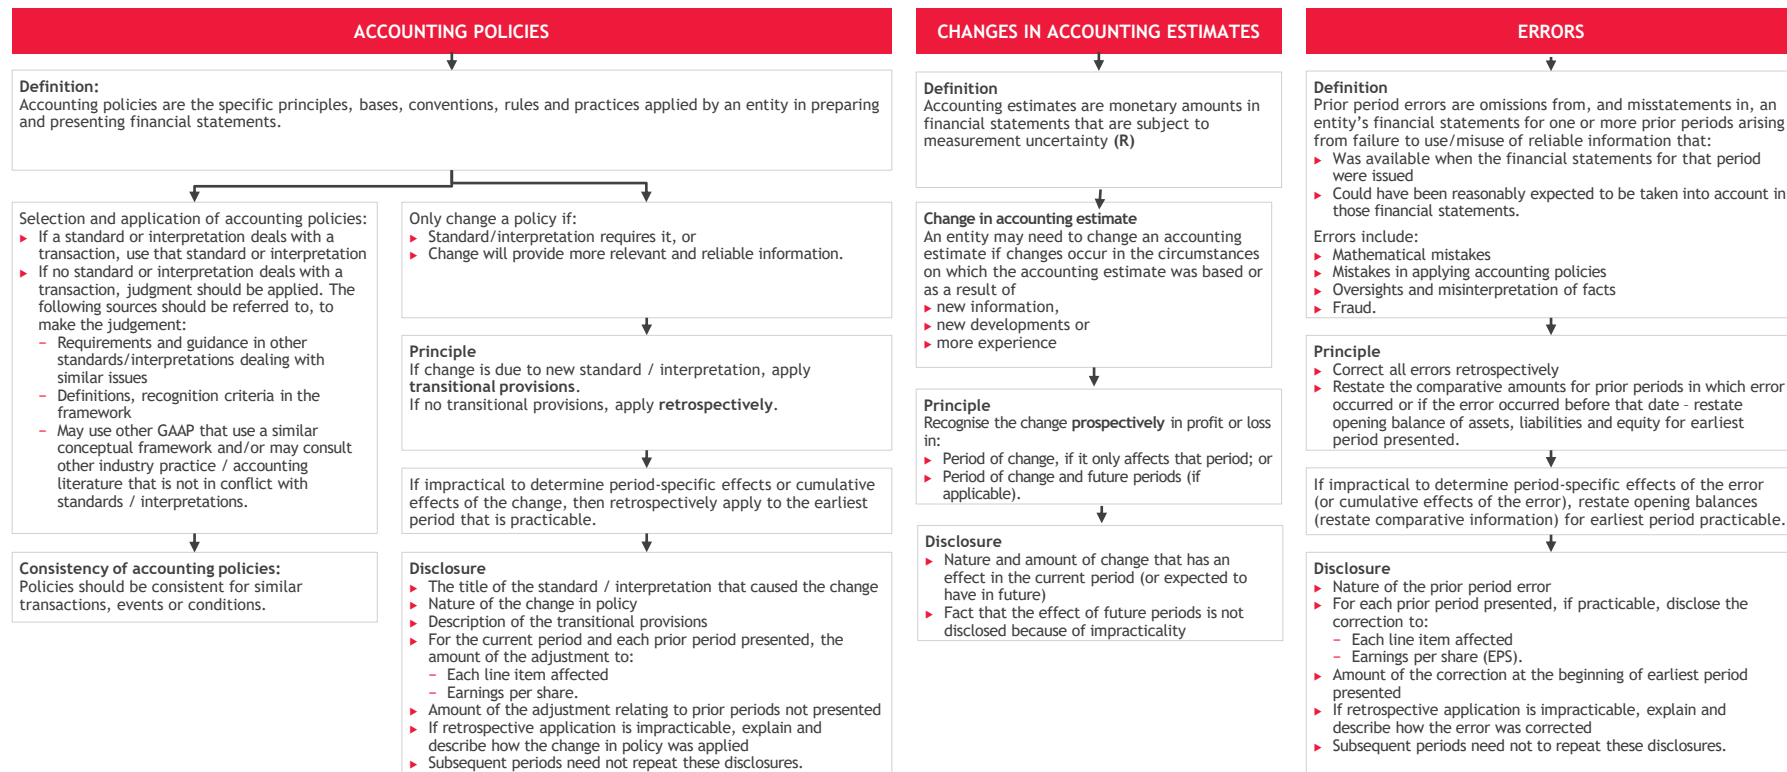 ACCOUNTING POLICIES
Definition:
Accounting policies are the specific principles, bases, conventions, rules and practices applied by an entity in preparing
and presenting financial statements.
Selection and application of accounting policies:
► If a standard or interpretation deals with a
transaction, use that standard or interpretation
► If no standard or interpretation deals with a
transaction, judgment should be applied. The
following sources should be referred to, to
make the judgement:
– Requirements and guidance in other
standards/interpretations dealing with
similar issues
– Definitions, recognition criteria in the
framework
– May use other GAAP that use a similar
conceptual framework and/or may consult
other industry practice / accounting
literature that is not in conflict with
standards / interpretations.
Consistency of accounting policies:
Policies should be consistent for similar
transactions, events or conditions.
Only change a policy if:
► Standard/interpretation requires it, or
► Change will provide more relevant and reliable information.
Principle
If change is due to new standard / interpretation, apply
transitional provisions.
If no transitional provisions, apply retrospectively.
If impractical to determine period-specific effects or cumulative
effects of the change, then retrospectively apply to the earliest
period that is practicable.
Disclosure
► The title of the standard / interpretation that caused the change
► Nature of the change in policy
► Description of the transitional provisions
► For the current period and each prior period presented, the
amount of the adjustment to:
– Each line item affected
– Earnings per share.
► Amount of the adjustment relating to prior periods not presented
► If retrospective application is impracticable, explain and
describe how the change in policy was applied
► Subsequent periods need not repeat these disclosures.
CHANGES IN ACCOUNTING ESTIMATES
Definition
Accounting estimates are monetary amounts in
financial statements that are subject to
measurement uncertainty (R)
Change in accounting estimate
An entity may need to change an accounting
estimate if changes occur in the circumstances
on which the accounting estimate was based or
as a result of
► new information,
► new developments or
► more experience
Principle
Recognise the change prospectively in profit or loss
in:
► Period of change, if it only affects that period; or
► Period of change and future periods (if
applicable).
Disclosure
► Nature and amount of change that has an
effect in the current period (or expected to
have in future)
► Fact that the effect of future periods is not
disclosed because of impracticality
ERRORS
Definition
Prior period errors are omissions from, and misstatements in, an
entity's financial statements for one or more prior periods arising
from failure to use/misuse of reliable information that:
► Was available when the financial statements for that period
were issued
► Could have been reasonably expected to be taken into account in
those financial statements.
Errors include:
► Mathematical mistakes
► Mistakes in applying accounting policies
► Oversights and misinterpretation of facts
► Fraud.
Principle
► Correct all errors retrospectively
► Restate the comparative amounts for prior periods in which error
occurred or if the error occurred before that date – restate
opening balance of assets, liabilities and equity for earliest
period presented.
If impractical to determine period-specific effects of the error
(or cumulative effects of the error), restate opening balances
(restate comparative information) for earliest period practicable.
Disclosure
► Nature of the prior period error
► For each prior period presented, if practicable, disclose the
correction to:
– Each line item affected
– Earnings per share (EPS).
► Amount of the correction at the beginning of earliest period
presented
► If retrospective application is impracticable, explain and
describe how the error was corrected
► Subsequent periods need not to repeat these disclosures.